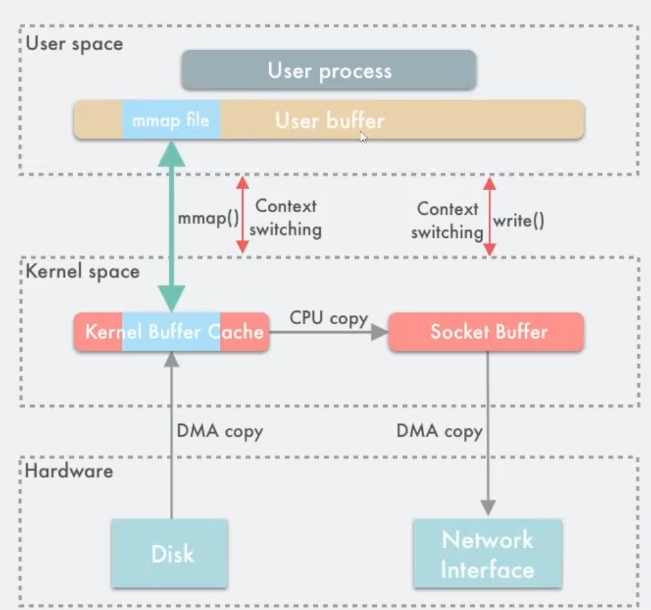 User space
User process
mmap file
User buffer
mmap()
Context
switching
Context
switching
write()
Kernel space
Kernel Buffer Cache
CPU copy
Socket Buffer
DMA copy
DMA copy
Hardware
Disk
Network
Interface